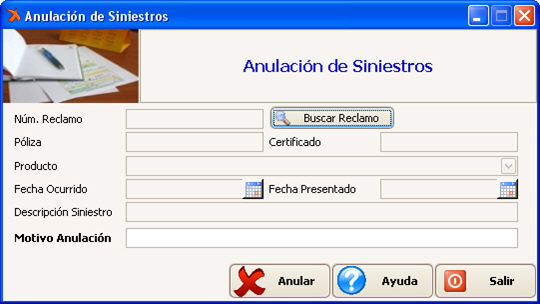 Anulación de Siniestros
Anulación de Siniestros
Núm. Reclamo Buscar Reclamo
Póliza Certificado
Producto
Fecha Ocurrido Fecha Presentado
Descripción Siniestro
Motivo Anulación
Anular Ayuda Salir